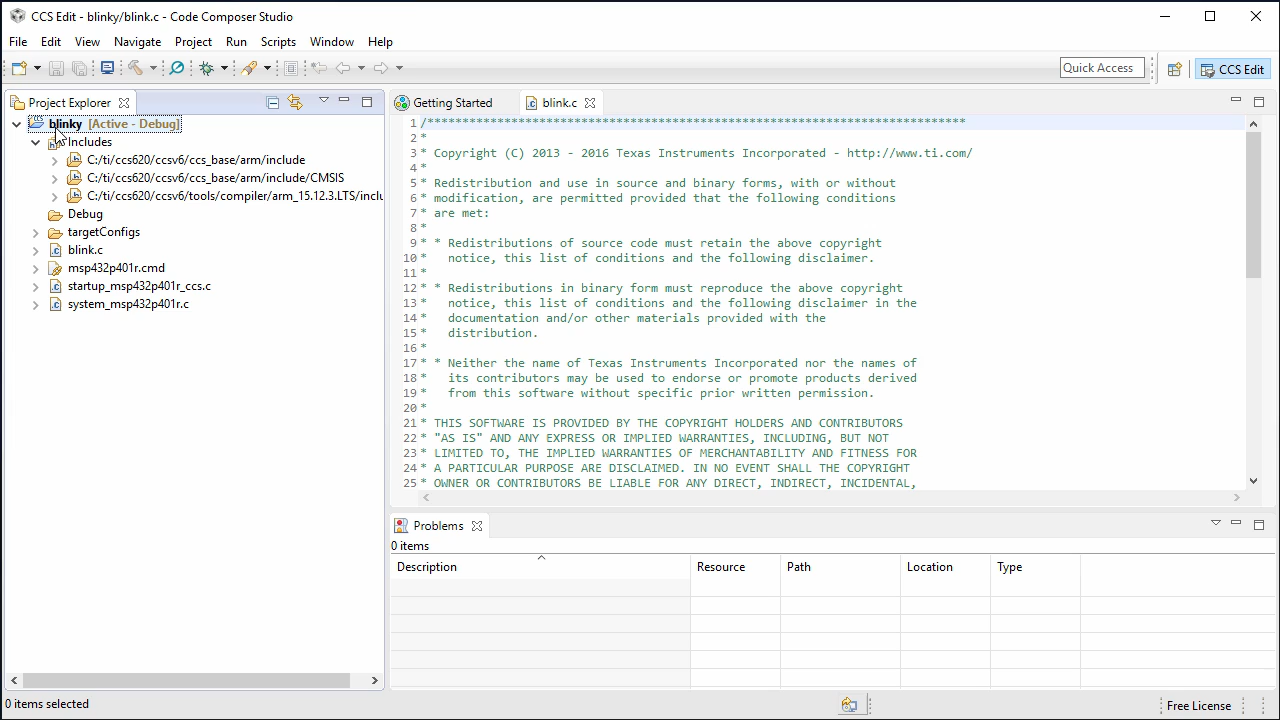 CCS Edit - blinky/blink.c - Code Composer Studio
File Edit View Navigate Project Run Scripts Window Help
Quick Access
CCS Edit
Project Explorer
blinky [Active - Debug]
Includes
C:/ti/ccs620/ccsv6/ccs_base/arm/include
C:/ti/ccs620/ccsv6/ccs_base/arm/include/CMSIS
C:/ti/ccs620/ccsv6/tools/compiler/arm_15.12.3.LTS/inclu
Debug
targetConfigs
blink.c
msp432p401r.cmd
startup_msp432p401r_ccs.c
system_msp432p401r.c
Getting Started
blink.c
1 /*****************************************************************************
2 *
3 * Copyright (C) 2013 - 2016 Texas Instruments Incorporated - http://www.ti.com/
4 *
5 * Redistribution and use in source and binary forms, with or without
6 * modification, are permitted provided that the following conditions
7 * are met:
8 *
9 * * Redistributions of source code must retain the above copyright
10 * notice, this list of conditions and the following disclaimer.
11 *
12 * * Redistributions in binary form must reproduce the above copyright
13 * notice, this list of conditions and the following disclaimer in the
14 * documentation and/or other materials provided with the
15 * distribution.
16 *
17 * * Neither the name of Texas Instruments Incorporated nor the names of
18 * its contributors may be used to endorse or promote products derived
19 * from this software without specific prior written permission.
20 *
21 * THIS SOFTWARE IS PROVIDED BY THE COPYRIGHT HOLDERS AND CONTRIBUTORS
22 * "AS IS" AND ANY EXPRESS OR IMPLIED WARRANTIES, INCLUDING, BUT NOT
23 * LIMITED TO, THE IMPLIED WARRANTIES OF MERCHANTABILITY AND FITNESS FOR
24 * A PARTICULAR PURPOSE ARE DISCLAIMED. IN NO EVENT SHALL THE COPYRIGHT
25 * OWNER OR CONTRIBUTORS BE LIABLE FOR ANY DIRECT, INDIRECT, INCIDENTAL,
Problems
0 items
Description Resource Path Location Type
0 items selected
Free License